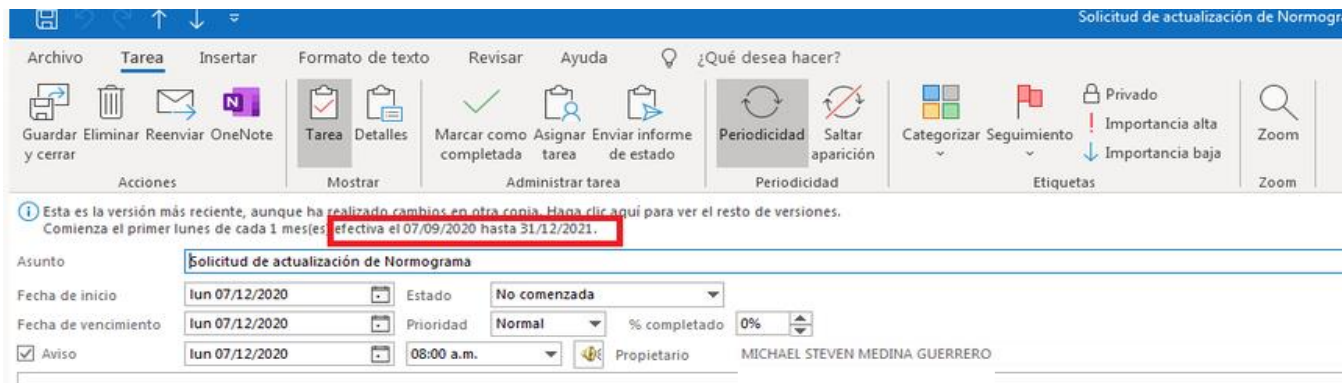 Solicitud de actualización de Normogra
Archivo Tarea Insertar Formato de texto Revisar Ayuda ¿Qué desea hacer?
Guardar y cerrar Eliminar Reenviar OneNote Tarea Detalles Marcar como completada Asignar tarea Enviar informe de estado Periodicidad Saltar aparición Categorizar Seguimiento Privado Importancia alta Importancia baja Zoom
Acciones Mostrar Administrar tarea Periodicidad Etiquetas Zoom
Esta es la versión más reciente, aunque ha realizado cambios en otra copia. Haga clic aquí para ver el resto de versiones.
Comienza el primer lunes de cada 1 mes(es) efectiva el 07/09/2020 hasta 31/12/2021.
Asunto Solicitud de actualización de Normograma
Fecha de inicio lun 07/12/2020 Estado No comenzada
Fecha de vencimiento lun 07/12/2020 Prioridad Normal % completado 0%
Aviso lun 07/12/2020 08:00 a.m. Propietario MICHAEL STEVEN MEDINA GUERRERO